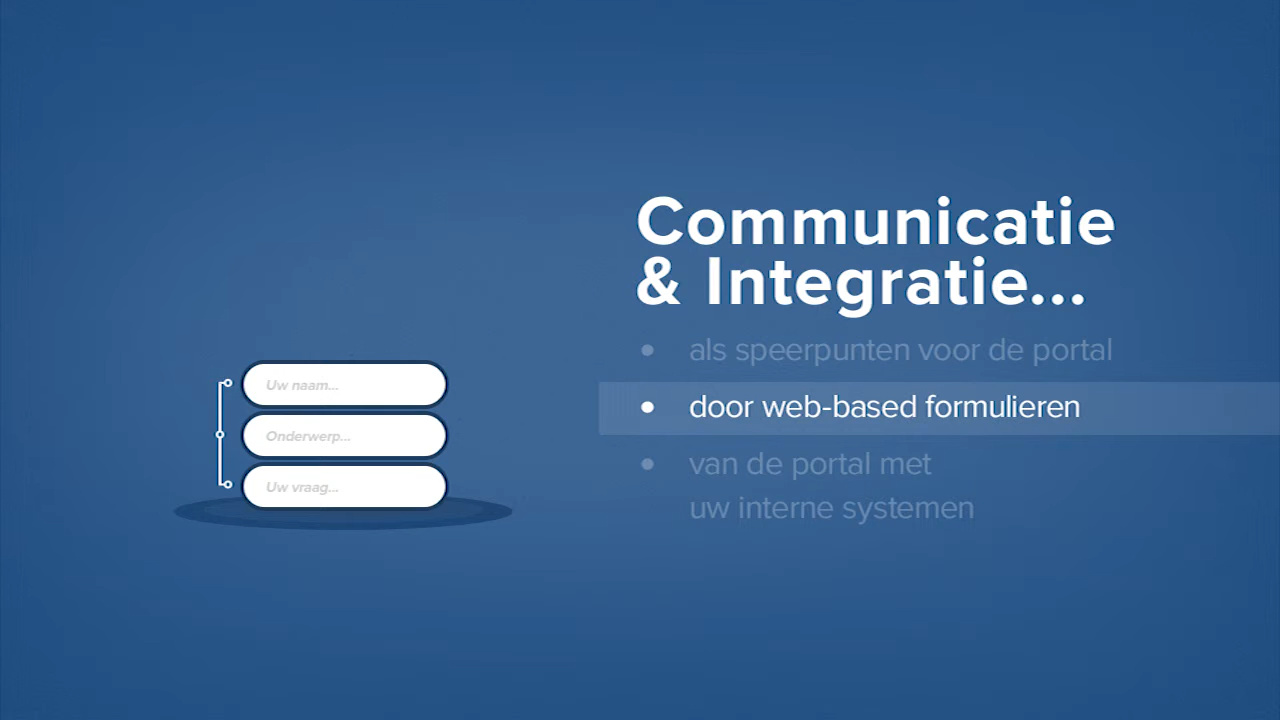 Communicatie
& Integratie...
• als speerpunten voor de portal
• door web-based formulieren
• van de portal met
uw interne systemen
Uw naam...
Onderwerp...
Uw vraag...